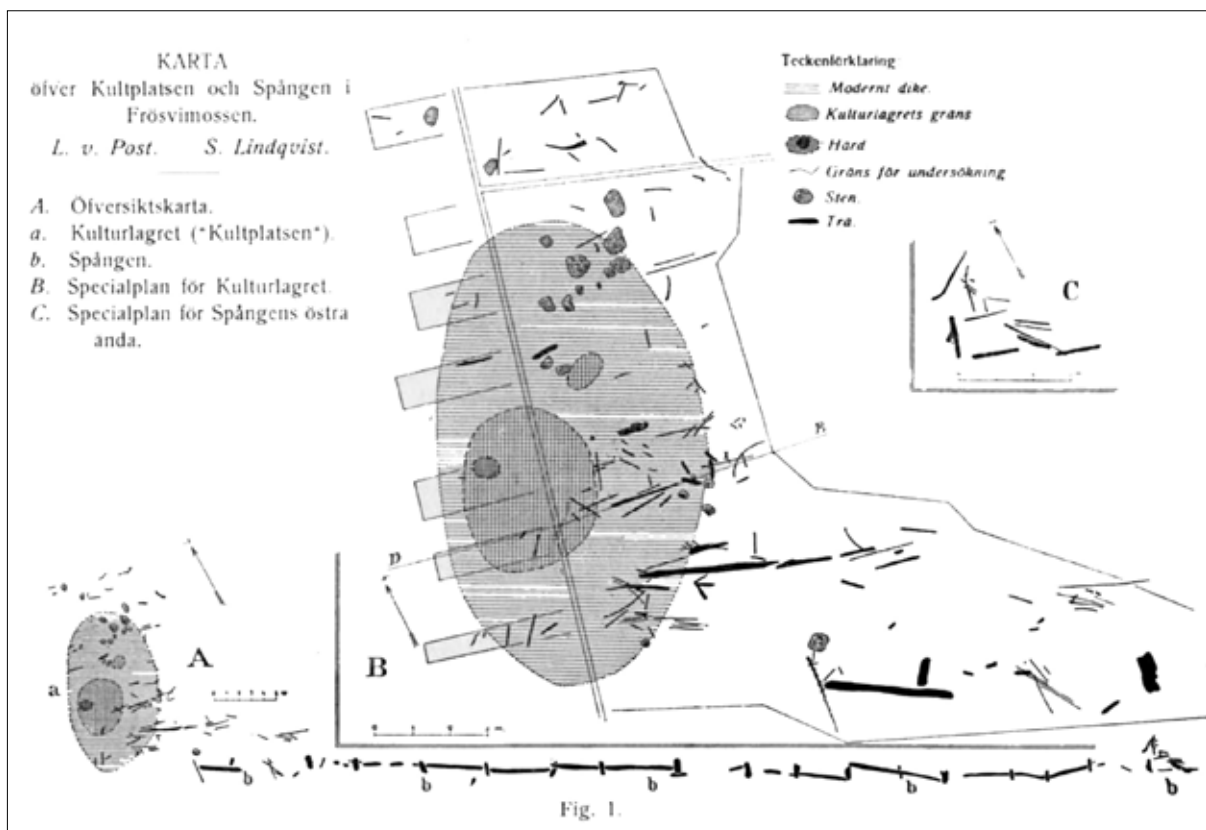 KARTA
öfver Kultplatsen och Spången i
Frösvimossen.
L. v. Post. S. Lindqvist.
A. Öfversiktskarta.
a. Kulturlagret ("Kultplatsen").
b. Spången.
B. Specialplan för Kulturlagret.
C. Specialplan för Spångens östra
ända.
Teckenförklaring
Modernt dike.
Kulturlagrets gräns
Härd
Gräns för undersökning
Sten.
Trä.
C
D
B
A
a
b
b
b
b
b
Fig. 1.